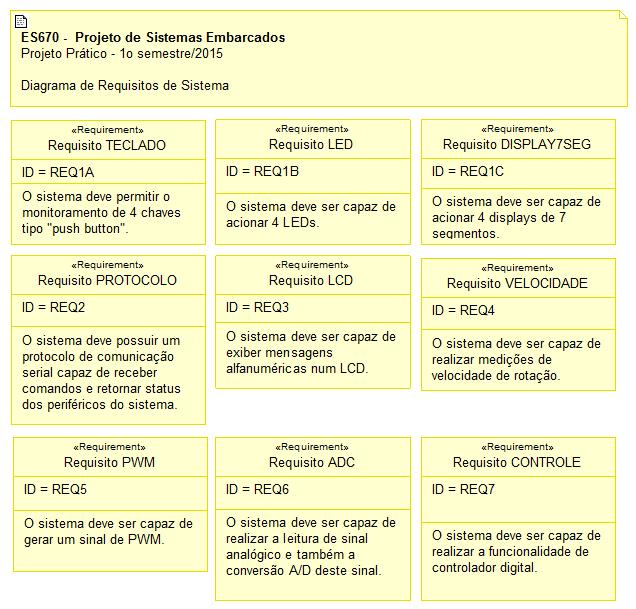 ES670 - Projeto de Sistemas Embarcados
Projeto Prático - 1o semestre/2015
Diagrama de Requisitos de Sistema
«Requirement»
Requisito TECLADO
ID = REQ1A
O sistema deve permitir o
monitoramento de 4 chaves
tipo "push button".
«Requirement»
Requisito LED
ID = REQ1B
O sistema deve ser capaz de
acionar 4 LEDs.
«Requirement»
Requisito DISPLAY7SEG
ID = REQ1C
O sistema deve ser capaz de
acionar 4 displays de 7
segmentos.
«Requirement»
Requisito PROTOCOLO
ID = REQ2
O sistema deve possuir um
protocolo de comunicação
serial capaz de receber
comandos e retornar status
dos periféricos do sistema.
«Requirement»
Requisito LCD
ID = REQ3
O sistema deve ser capaz de
exiber mensagens
alfanuméricas num LCD.
«Requirement»
Requisito VELOCIDADE
ID = REQ4
O sistema deve ser capaz de
realizar medições de
velocidade de rotação.
«Requirement»
Requisito PWM
ID = REQ5
O sistema deve ser capaz de
gerar um sinal de PWM.
«Requirement»
Requisito ADC
ID = REQ6
O sistema deve ser capaz de
realizar a leitura de sinal
analógico e também a
conversão A/D deste sinal.
«Requirement»
Requisito CONTROLE
ID = REQ7
O sistema deve ser capaz de
realizar a funcionalidade de
controlador digital.